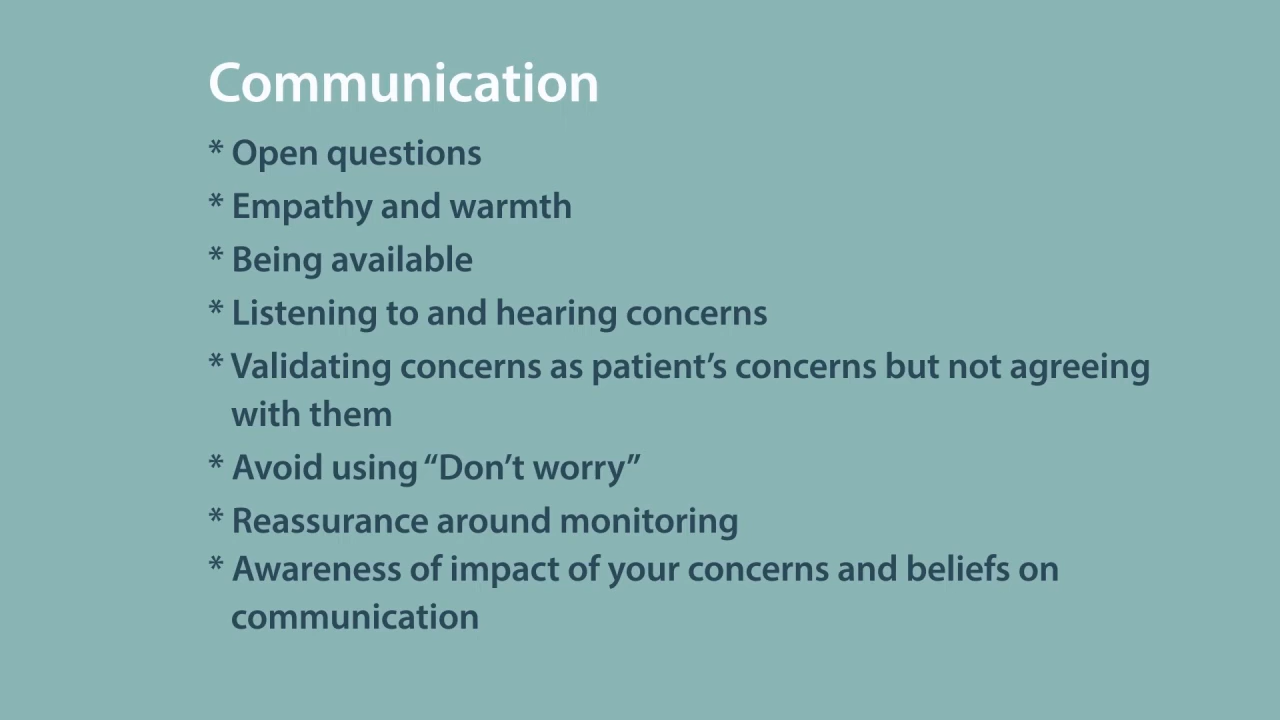 Communication
* Open questions
* Empathy and warmth
* Being available
* Listening to and hearing concerns
* Validating concerns as patient’s concerns but not agreeing
with them
* Avoid using “Don’t worry”
* Reassurance around monitoring
* Awareness of impact of your concerns and beliefs on
communication